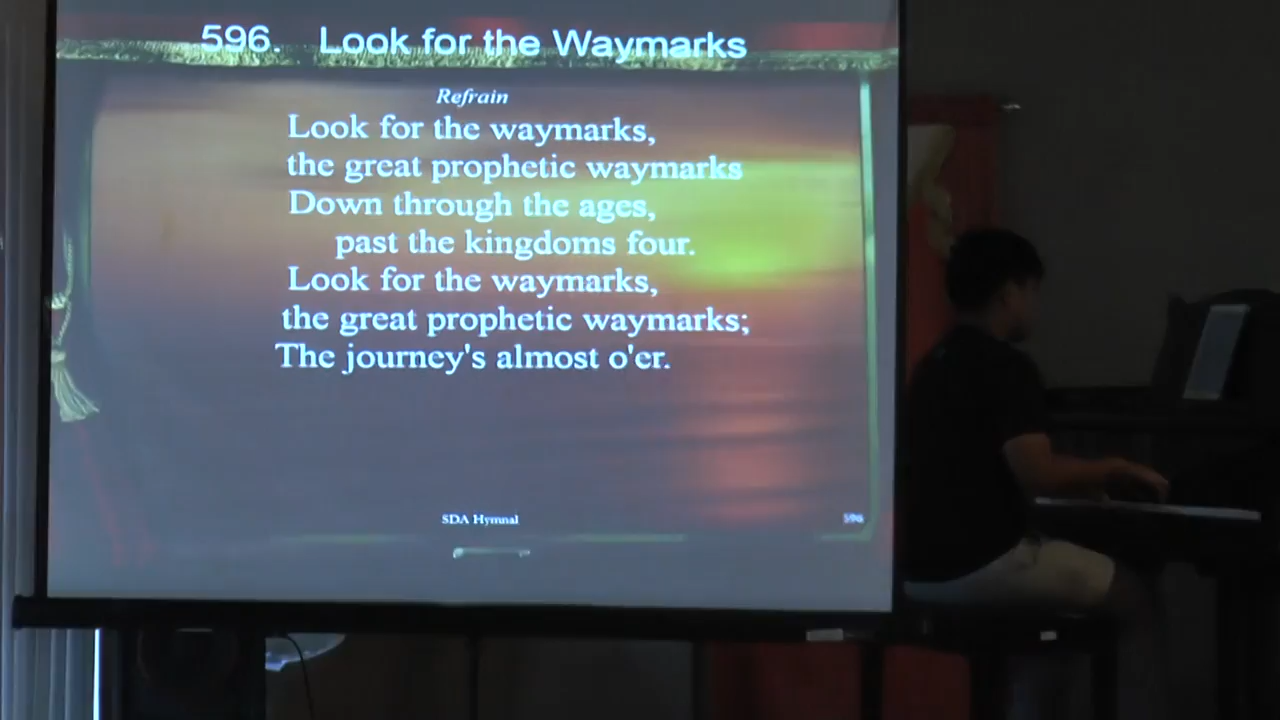 596. Look for the Waymarks
Refrain
Look for the waymarks,
the great prophetic waymarks
Down through the ages,
past the kingdoms four.
Look for the waymarks,
the great prophetic waymarks;
The journey's almost o'er.
SDA Hymnal
596